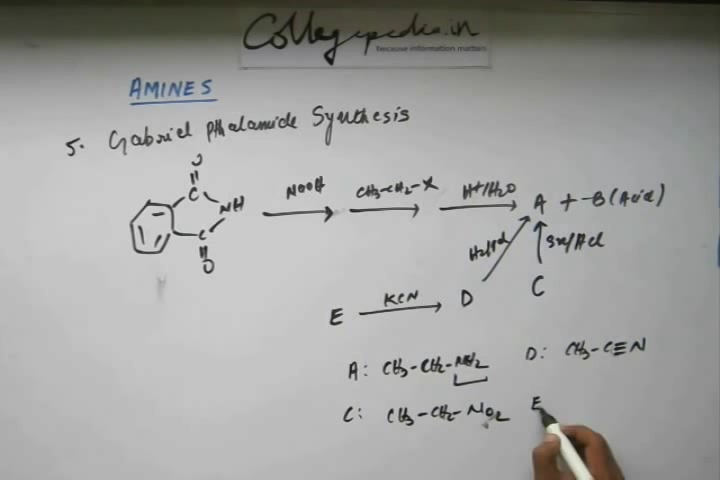 Collegepedia.in
because information matters
AMINES
5. Gabriel Phthalamide Synthesis
O
C
NH
C
O
NaOH
CH3-CH2-X
H+/H2O
A + B (Acid)
H2/Pd
Sn/HCl
E
KCN
D
C
A: CH3-CH2-NH2
D: CH3-C≡N
C: CH3-CH2-NO2
E